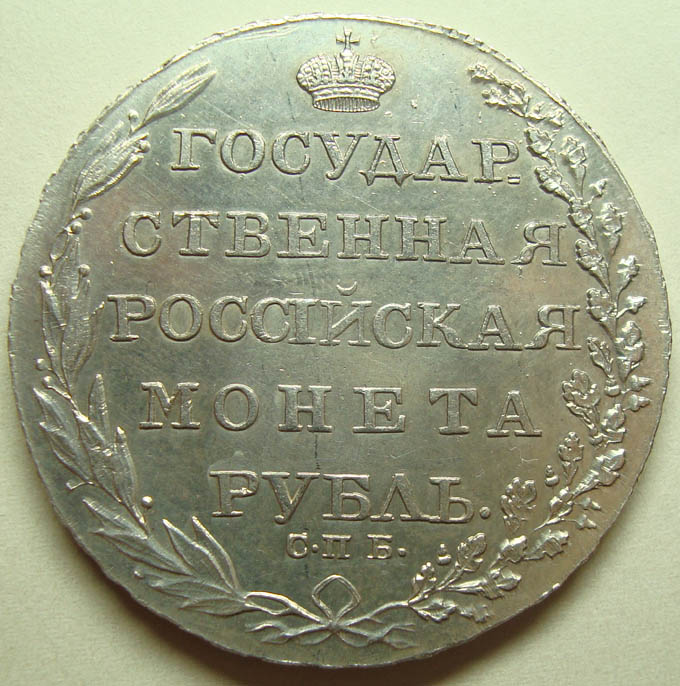 ГОСУДАР=
СТВЕННАЯ
РОССІЙСКАЯ
МОНЕТА
РУБЛЬ.
С·П Б·